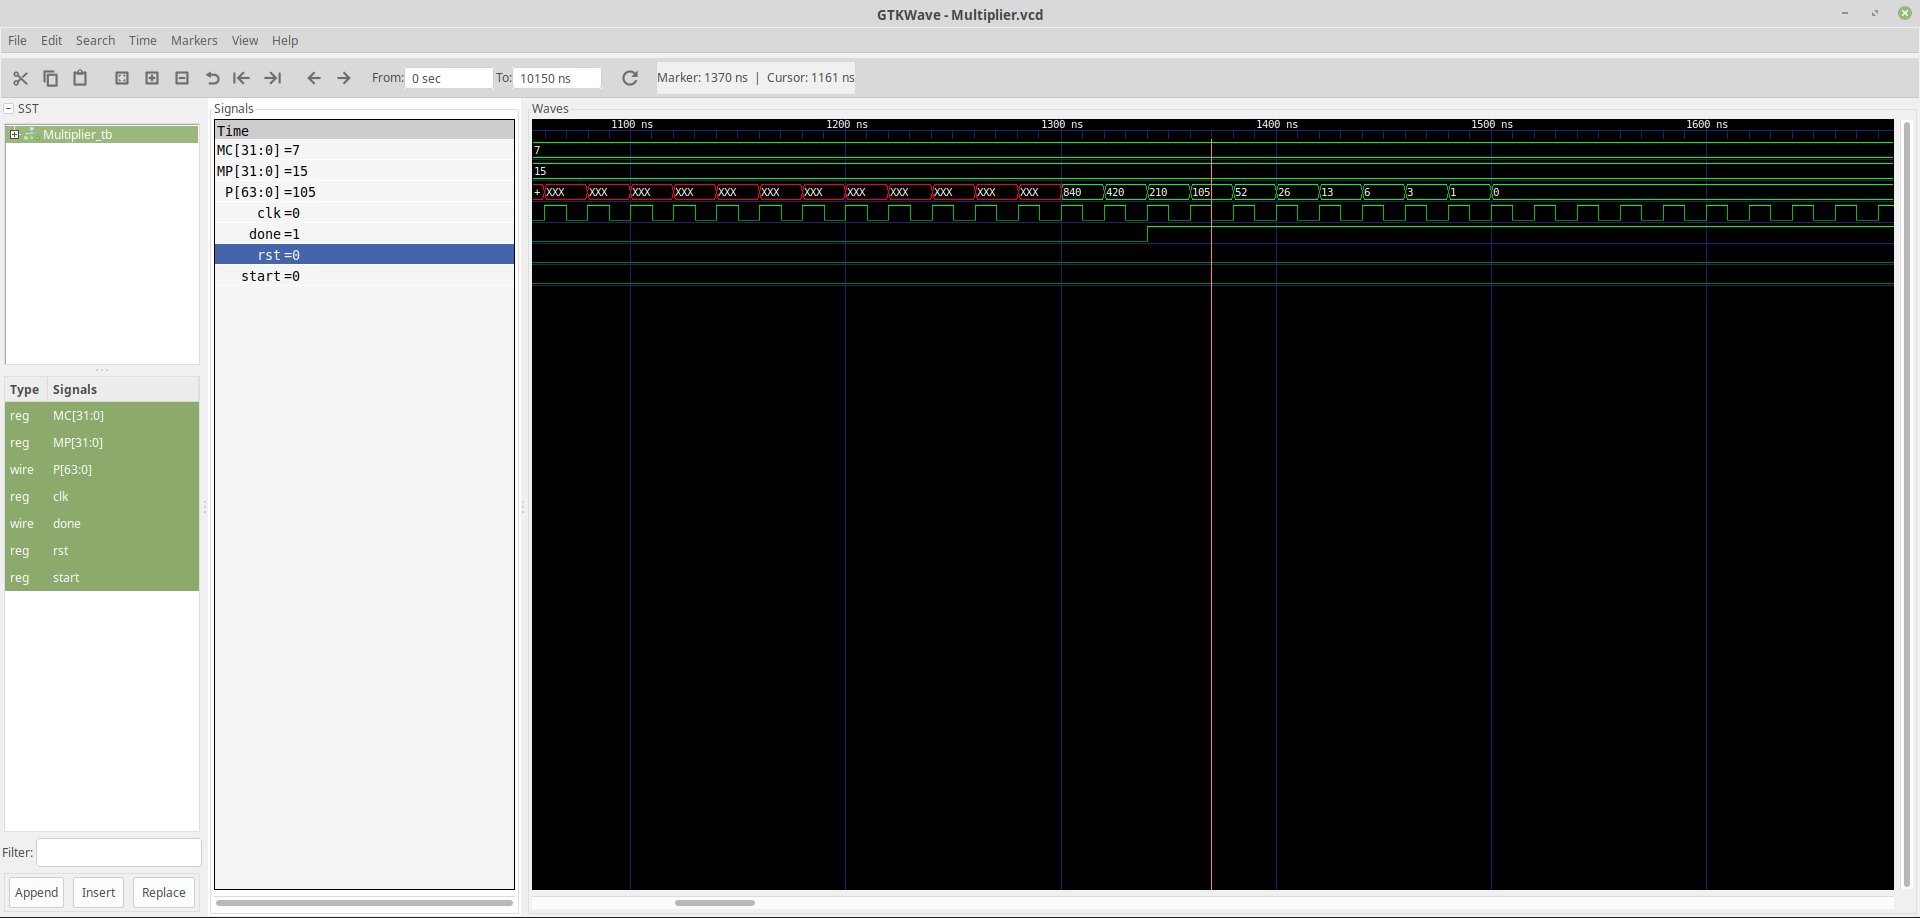 GTKWave - Multiplier.vcd
File Edit Search Time Markers View Help
From: 0 sec To: 10150 ns Marker: 1370 ns | Cursor: 1161 ns
SST
Multiplier_tb
Type Signals
reg MC[31:0]
reg MP[31:0]
wire P[63:0]
reg clk
wire done
reg rst
reg start
Filter:
Append Insert Replace
Signals
Time
MC[31:0] =7
MP[31:0] =15
P[63:0] =105
clk =0
done =1
rst =0
start =0
Waves
1100 ns 1200 ns 1300 ns 1400 ns 1500 ns 1600 ns
7
15
+ XXX XXX XXX XXX XXX XXX XXX XXX XXX XXX XXX XXX 840 420 210 105 52 26 13 6 3 1 0